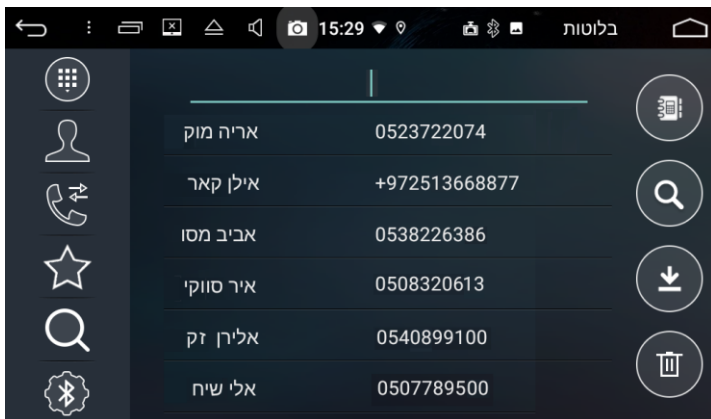 15:29 בלוטות
אריה מוק 0523722074
אילן קאר +972513668877
אביב מסו 0538226386
איר סווקי 0508320613
אלירן זק 0540899100
אלי שיח 0507789500